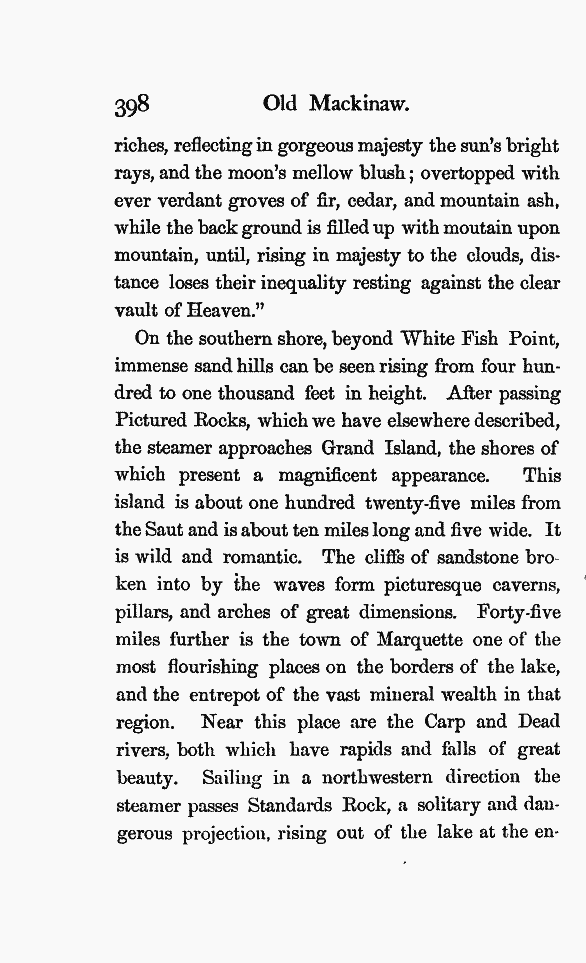 398 Old Mackinaw.
riches, reflecting in gorgeous majesty the sun's bright
rays, and the moon's mellow blush; overtopped with
ever verdant groves of fir, cedar, and mountain ash,
while the back ground is filled up with moutain upon
mountain, until, rising in majesty to the clouds, dis-
tance loses their inequality resting against the clear
vault of Heaven."
On the southern shore, beyond White Fish Point,
immense sand hills can be seen rising from four hun-
dred to one thousand feet in height. After passing
Pictured Rocks, which we have elsewhere described,
the steamer approaches Grand Island, the shores of
which present a magnificent appearance. This
island is about one hundred twenty-five miles from
the Saut and is about ten miles long and five wide. It
is wild and romantic. The cliffs of sandstone bro-
ken into by the waves form picturesque caverns,
pillars, and arches of great dimensions. Forty-five
miles further is the town of Marquette one of the
most flourishing places on the borders of the lake,
and the entrepot of the vast mineral wealth in that
region. Near this place are the Carp and Dead
rivers, both which have rapids and falls of great
beauty. Sailing in a northwestern direction the
steamer passes Standards Rock, a solitary and dan-
gerous projection, rising out of the lake at the en-